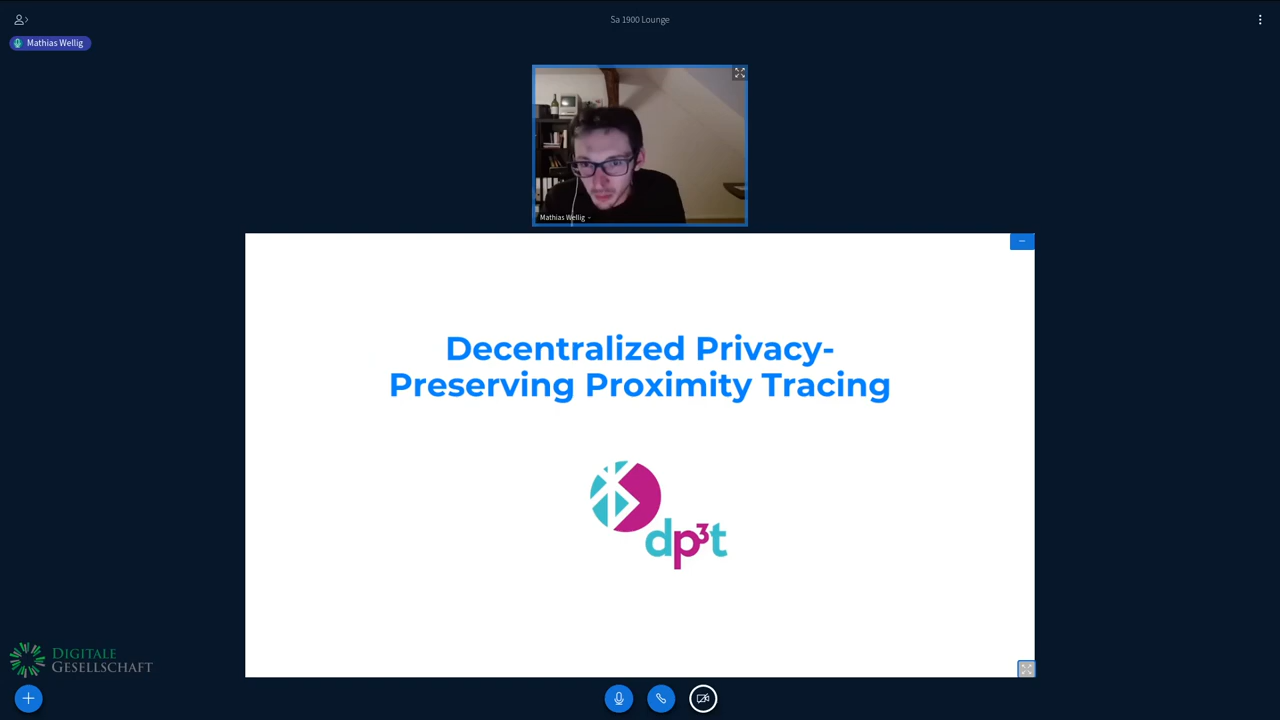 Sa 1900 Lounge
Mathias Wellig
Mathias Wellig
Decentralized Privacy-
Preserving Proximity Tracing
dp³t
DIGITALE
GESELLSCHAFT